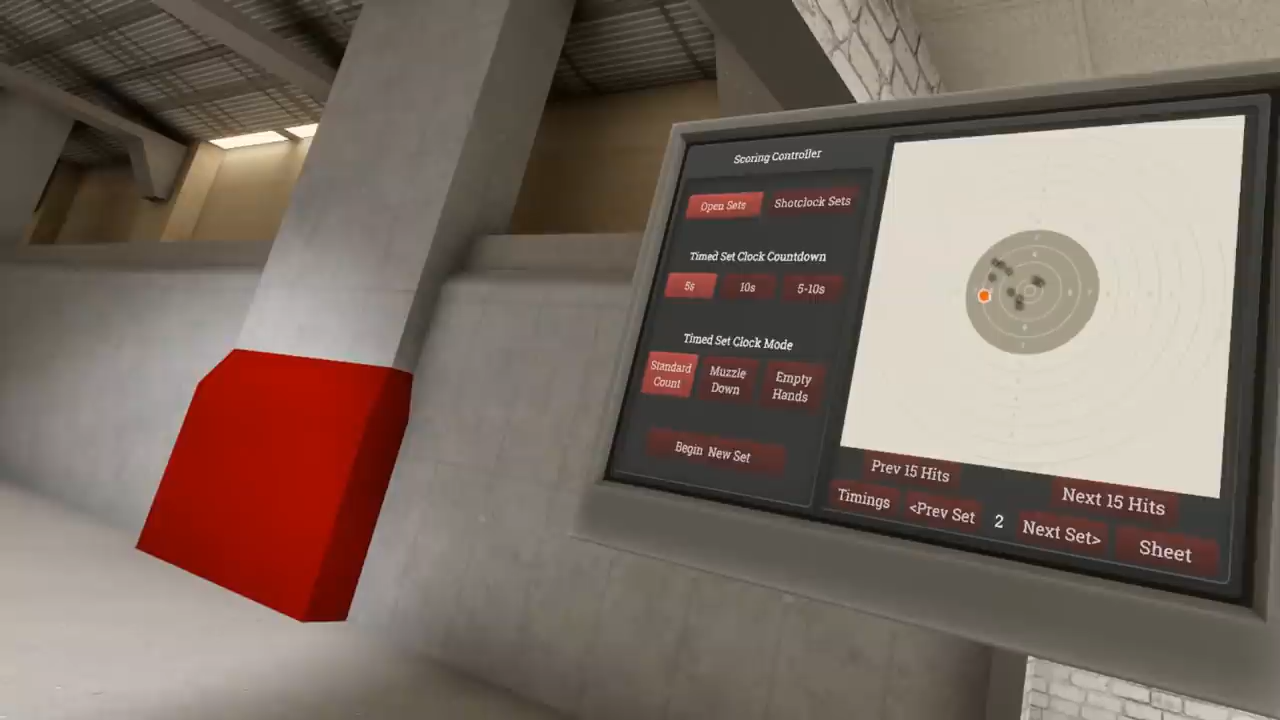 Scoring Controller
Open Sets
Shotclock Sets
Timed Set Clock Countdown
5s
10s
5-10s
Timed Set Clock Mode
Standard
Count
Muzzle
Down
Empty
Hands
Begin New Set
Prev 15 Hits
Next 15 Hits
Timings
<Prev Set
2
Next Set>
Sheet